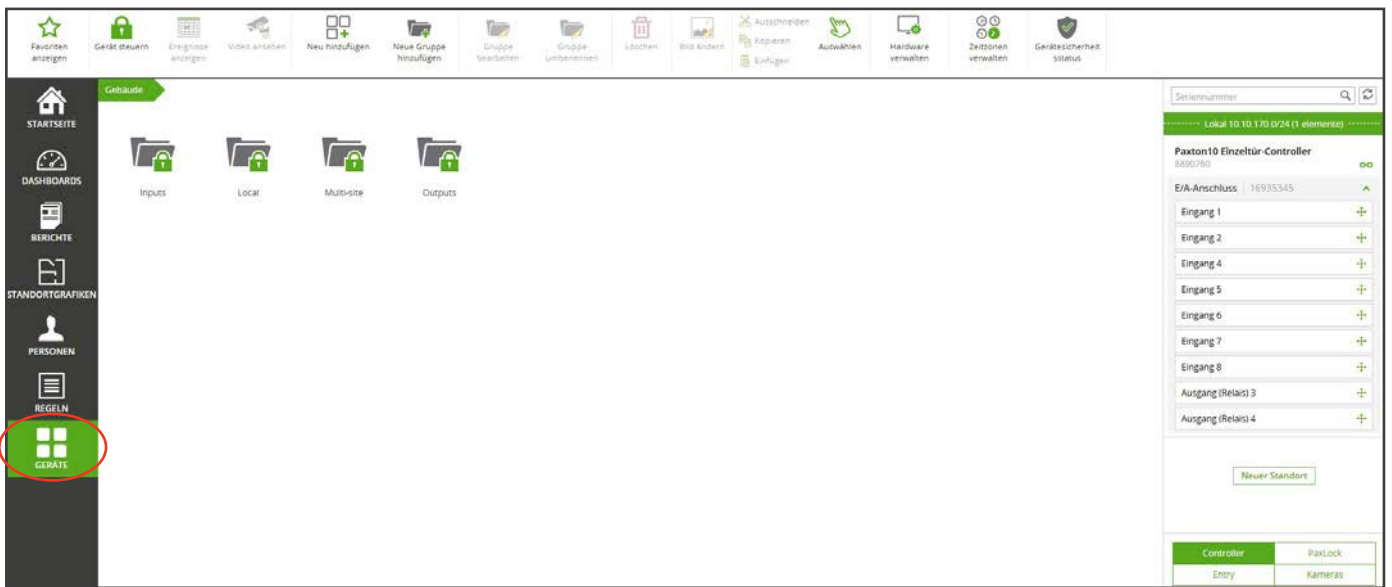 Favoriten
anzeigen
Gerät steuern
Ereignisse
anzeigen
Video ansehen
Neu hinzufügen
Neue Gruppe
hinzufügen
Gruppe
bearbeiten
Gruppe
umbenennen
Löschen
Bild ändern
Ausschneiden
Kopieren
Einfügen
Auswählen
Hardware
verwalten
Zeitzonen
verwalten
Gerätesicherheit
sstatus
STARTSEITE
DASHBOARDS
BERICHTE
STANDORTGRAFIKEN
PERSONEN
REGELN
GERÄTE
Gebäude
Inputs
Local
Multi-site
Outputs
Seriennummer
Lokal 10.10.170.0/24 (1 elemente)
Paxton10 Einzeltür-Controller
8890760
E/A-Anschluss | 16935345
Eingang 1
Eingang 2
Eingang 4
Eingang 5
Eingang 6
Eingang 7
Eingang 8
Ausgang (Relais) 3
Ausgang (Relais) 4
Neuer Standort
Controller
PaxLock
Entry
Kameras